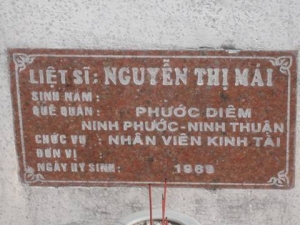 LIỆT SĨ: NGUYỄN THỊ MÁI
SINH NĂM :
QUÊ QUÁN : PHƯỚC DIÊM
NINH PHƯỚC-NINH THUẬN
CHỨC VỤ : NHÂN VIÊN KINH TÀI
ĐƠN VỊ :
NGÀY HY SINH: 1969